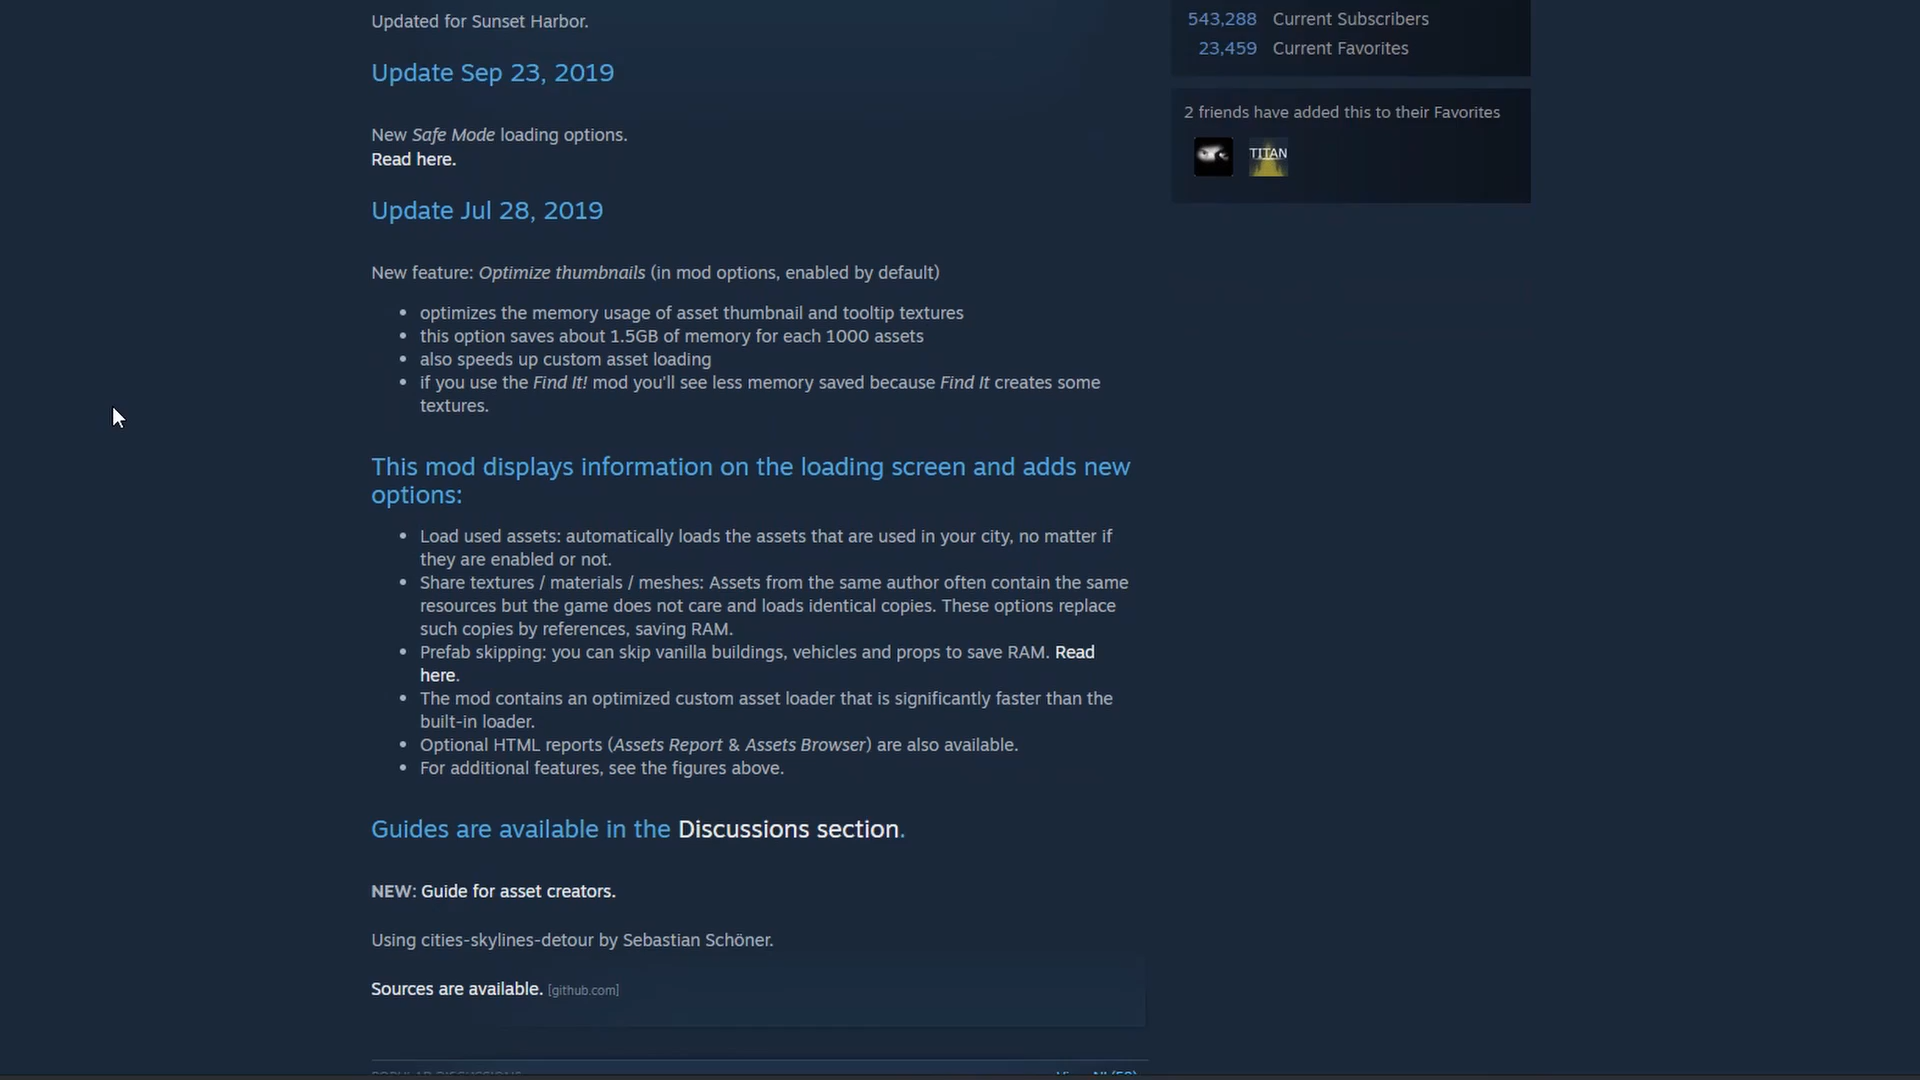 Updated for Sunset Harbor.
Update Sep 23, 2019
New Safe Mode loading options.
Read here.
Update Jul 28, 2019
New feature: Optimize thumbnails (in mod options, enabled by default)
• optimizes the memory usage of asset thumbnail and tooltip textures
• this option saves about 1.5GB of memory for each 1000 assets
• also speeds up custom asset loading
• if you use the Find It! mod you'll see less memory saved because Find It creates some
textures.
This mod displays information on the loading screen and adds new
options:
• Load used assets: automatically loads the assets that are used in your city, no matter if
they are enabled or not.
• Share textures / materials / meshes: Assets from the same author often contain the same
resources but the game does not care and loads identical copies. These options replace
such copies by references, saving RAM.
• Prefab skipping: you can skip vanilla buildings, vehicles and props to save RAM. Read
here.
• The mod contains an optimized custom asset loader that is significantly faster than the
built-in loader.
• Optional HTML reports (Assets Report & Assets Browser) are also available.
• For additional features, see the figures above.
Guides are available in the Discussions section.
NEW: Guide for asset creators.
Using cities-skylines-detour by Sebastian Schöner.
Sources are available. [github.com]
543,288 Current Subscribers
23,459 Current Favorites
2 friends have added this to their Favorites
TITAN